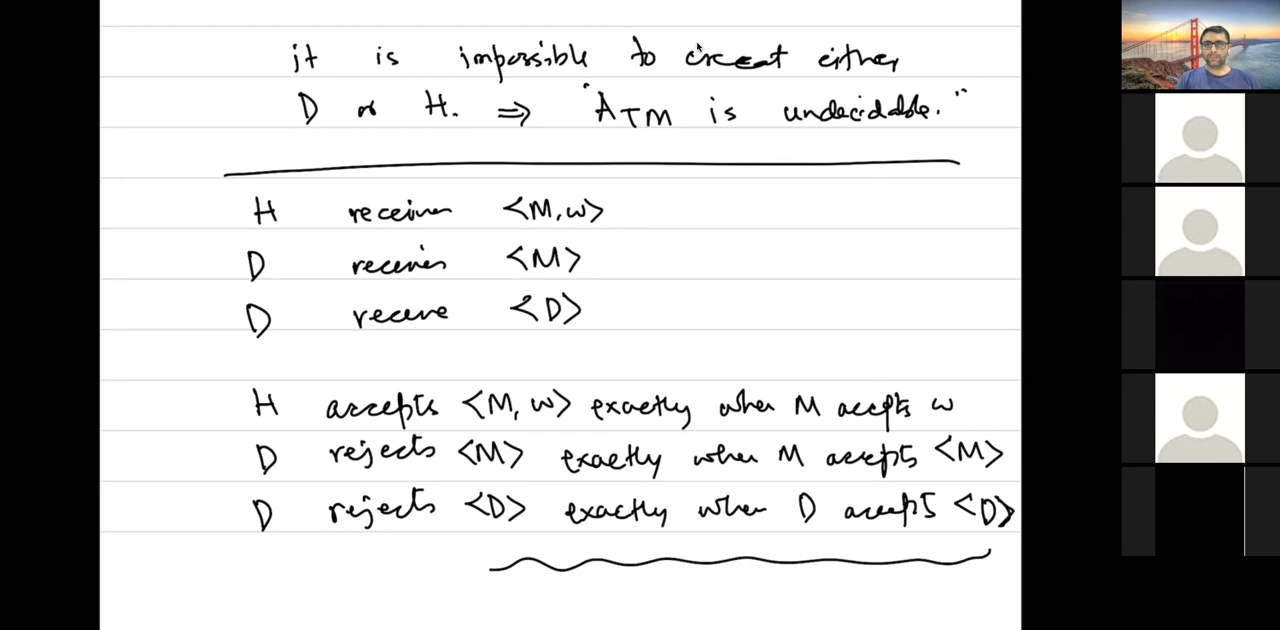 it is impossible to creat either
D or H. ⇒ "A_TM is undecidable."
H receives <M, w>
D receives <M>
D receive <D>
H accepts <M, w> exactly when M accepts w
D rejects <M> exactly when M accepts <M>
D rejects <D> exactly when D accepts <D>